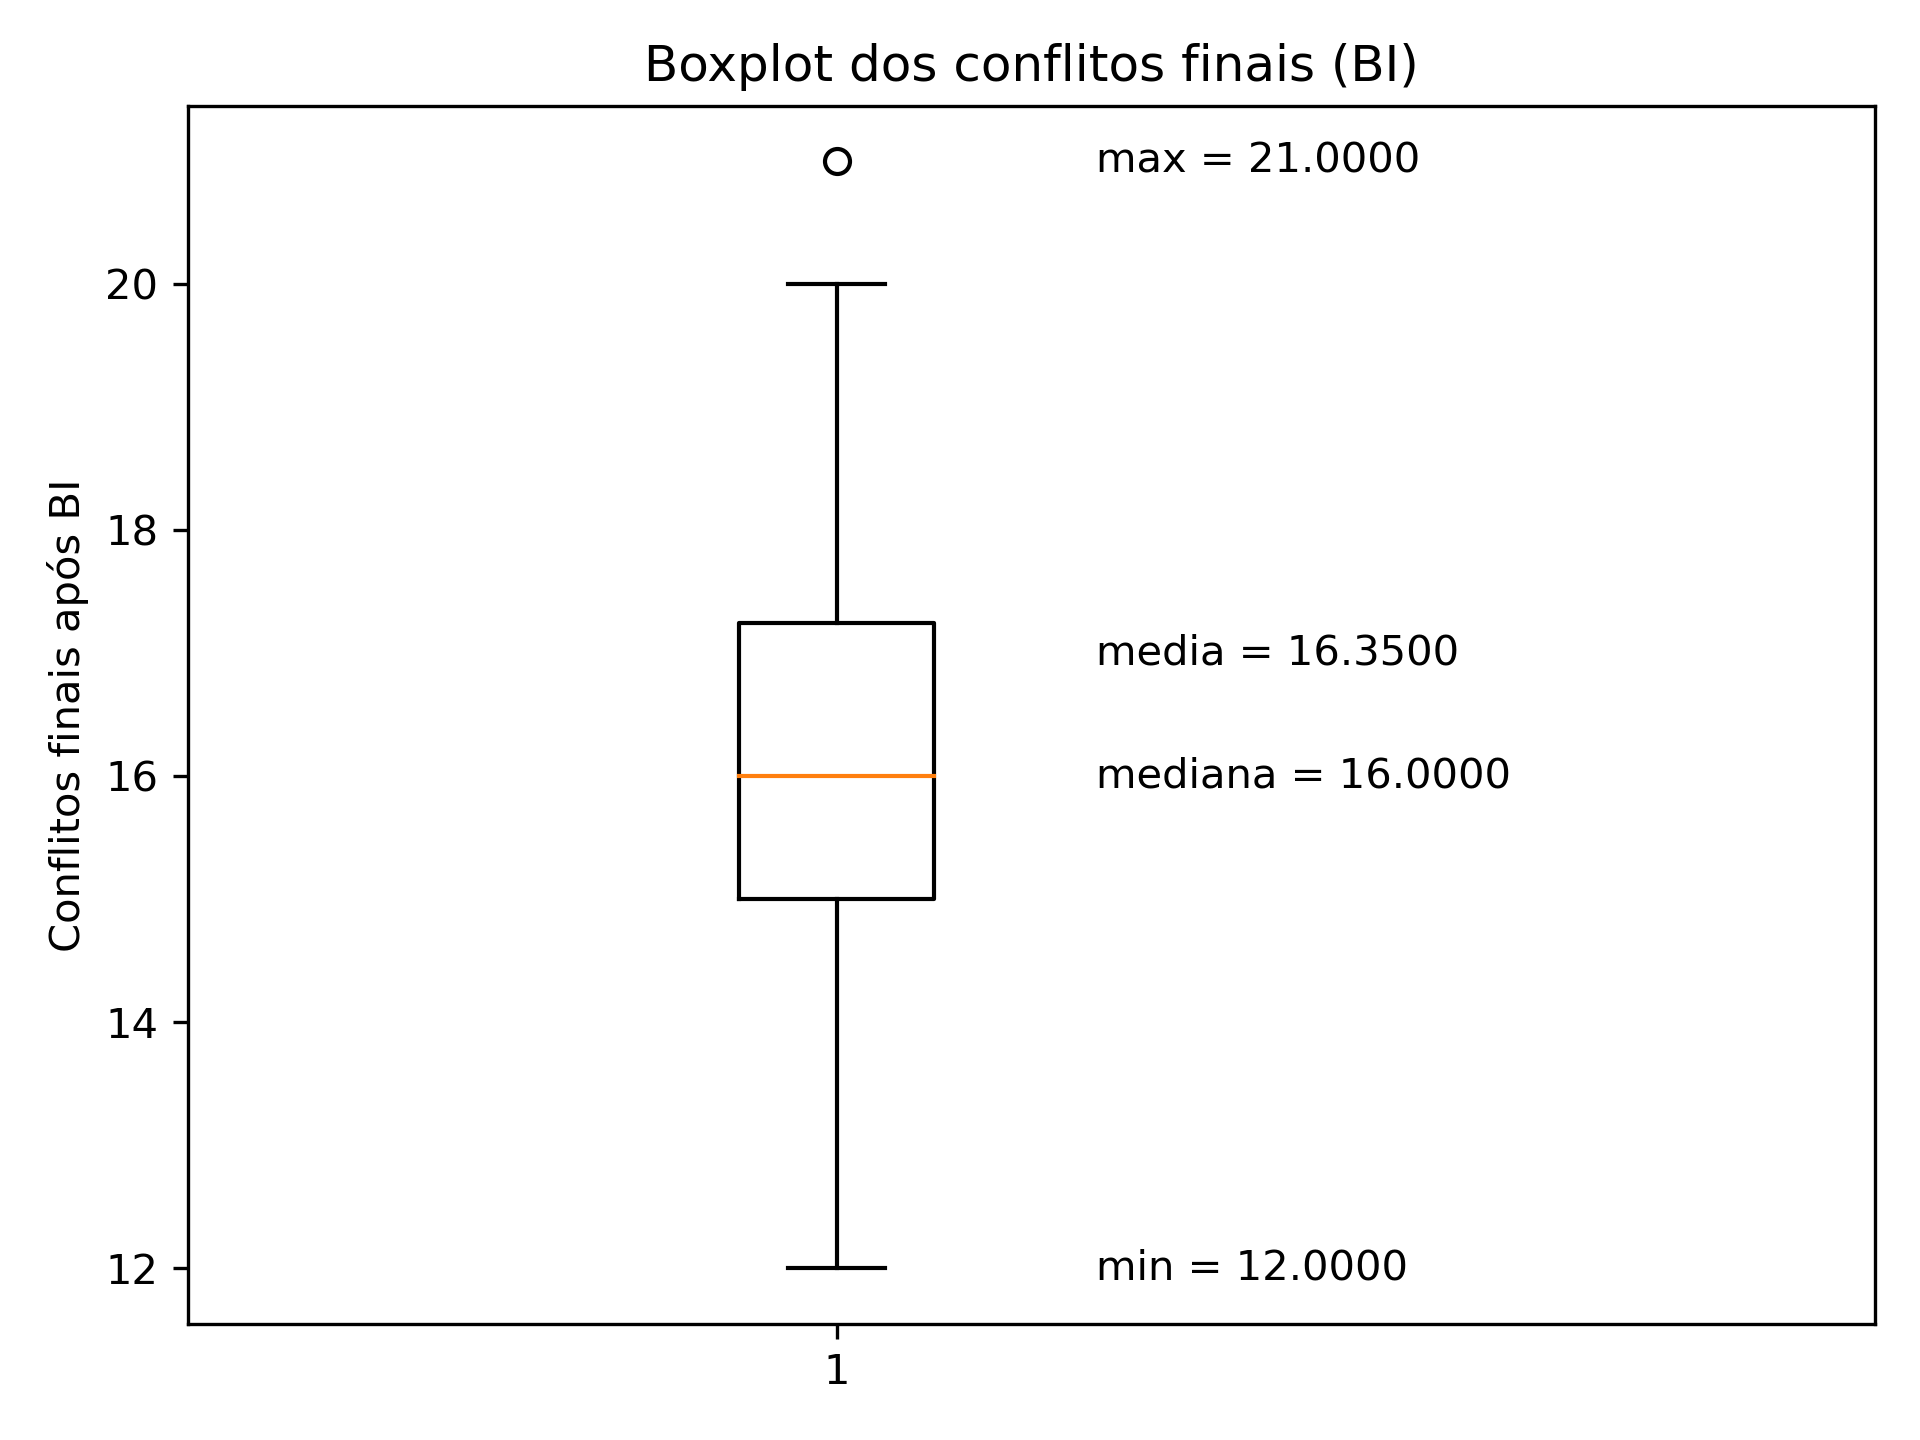 Boxplot dos conflitos finais (BI)
max = 21.0000
20
18
media = 16.3500
16
mediana = 16.0000
14
12
min = 12.0000
Conflitos finais após BI
1